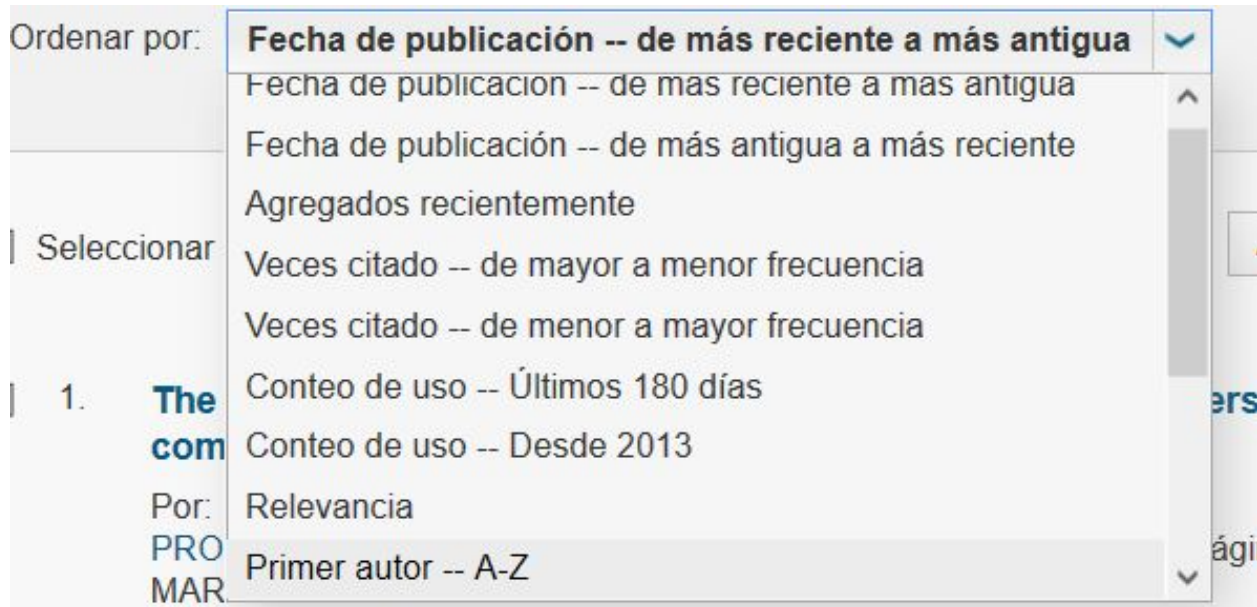 Ordenar por: Fecha de publicación -- de más reciente a más antigua
Fecha de publicación -- de más reciente a más antigua
Fecha de publicación -- de más antigua a más reciente
Agregados recientemente
Seleccionar
Veces citado -- de mayor a menor frecuencia
Veces citado -- de menor a mayor frecuencia
Conteo de uso -- Últimos 180 días
1. The
com
Conteo de uso -- Desde 2013
Por:
Relevancia
PRO
Primer autor -- A-Z
MAR